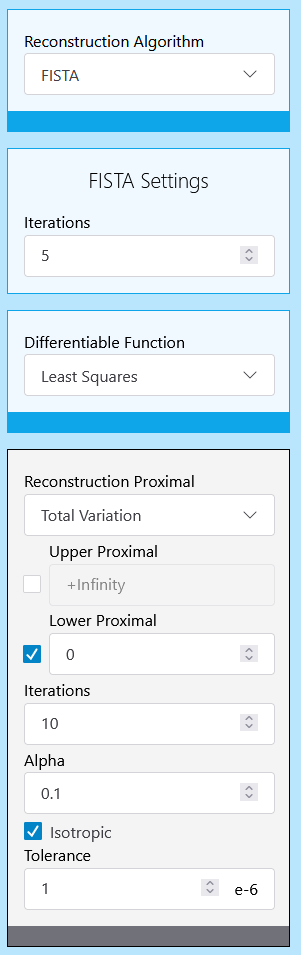 Reconstruction Algorithm
FISTA
FISTA Settings
Iterations
5
Differentiable Function
Least Squares
Reconstruction Proximal
Total Variation
Upper Proximal
+Infinity
Lower Proximal
0
Iterations
10
Alpha
0.1
Isotropic
Tolerance
1 e-6